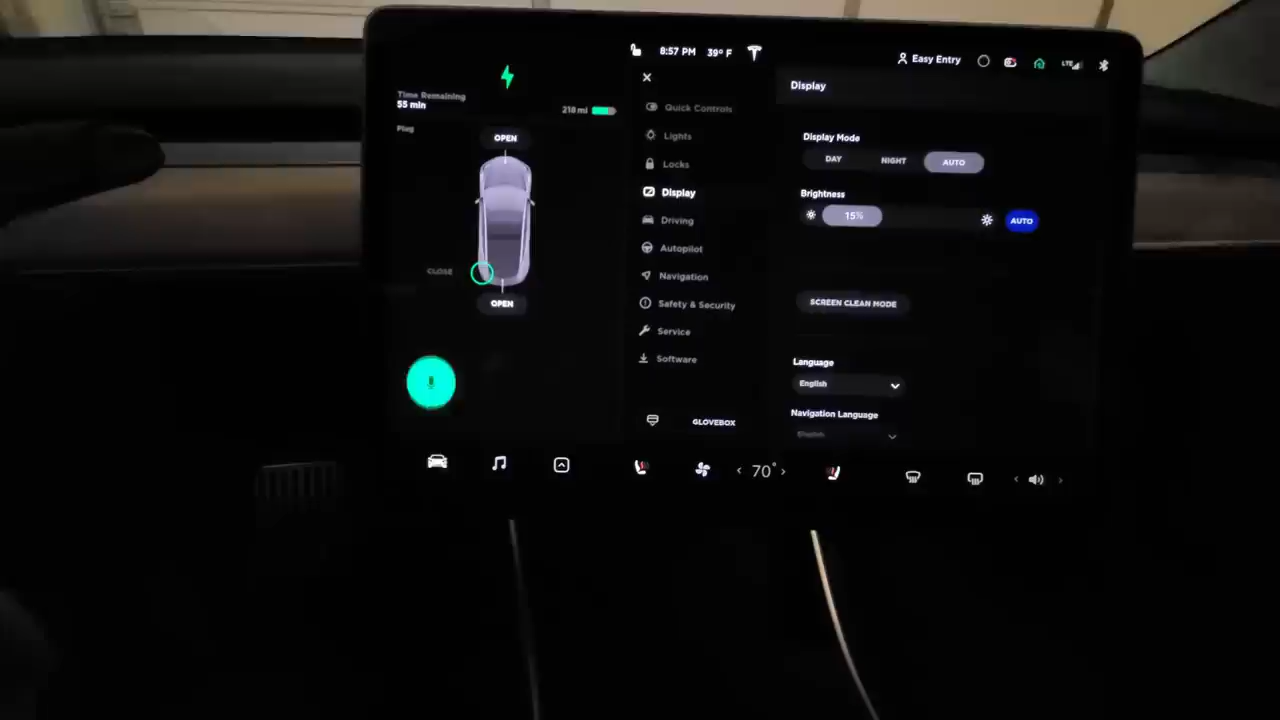 8:57 PM 39° F
Easy Entry
LTE
Time Remaining
55 min
218 mi
Plug
OPEN
CLOSE
OPEN
Quick Controls
Lights
Locks
Display
Driving
Autopilot
Navigation
Safety & Security
Service
Software
GLOVEBOX
Display
Display Mode
DAY NIGHT AUTO
Brightness
15% AUTO
SCREEN CLEAN MODE
Language
English
Navigation Language
English
70°